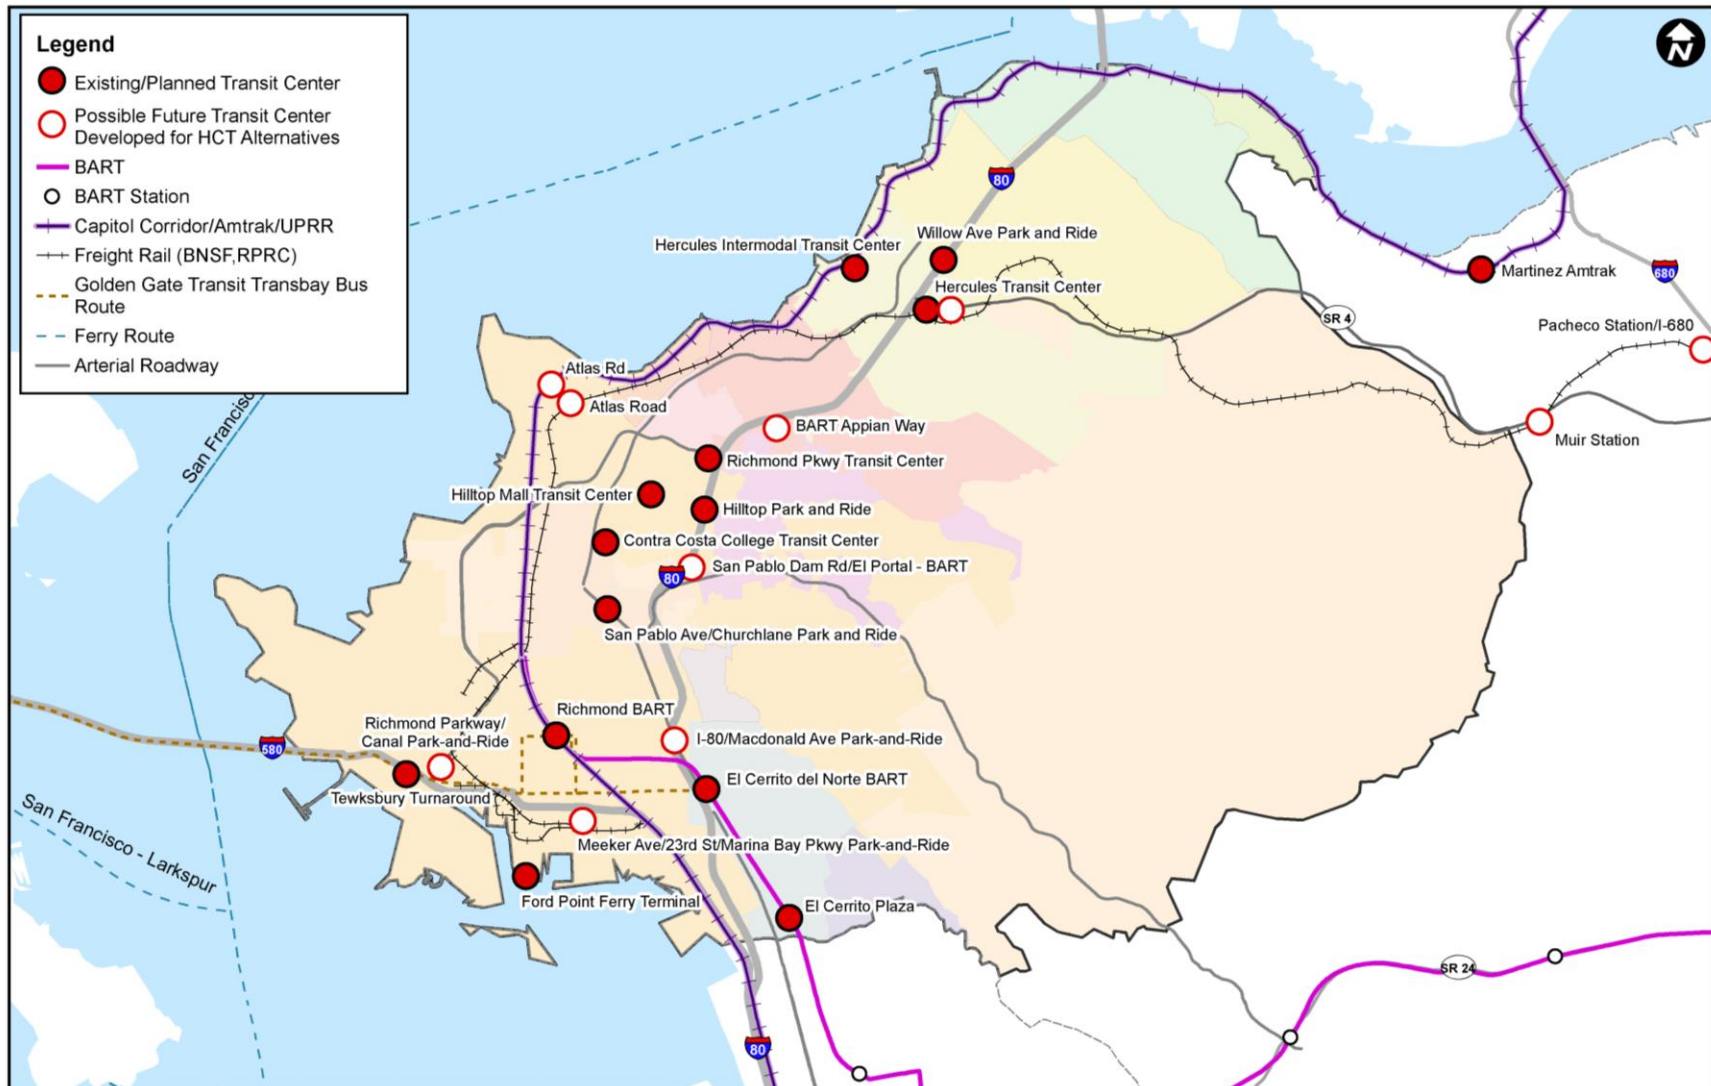 Legend
Existing/Planned Transit Center
Possible Future Transit Center
Developed for HCT Alternatives
BART
BART Station
Capitol Corridor/Amtrak/UPRR
Freight Rail (BNSF,RPRC)
Golden Gate Transit Transbay Bus
Route
Ferry Route
Arterial Roadway
N
80
Willow Ave Park and Ride
Hercules Intermodal Transit Center
Martinez Amtrak
680
Hercules Transit Center
SR 4
Pacheco Station/I-680
Atlas Rd
Atlas Road
San Francisc
BART Appian Way
Muir Station
Richmond Pkwy Transit Center
Hilltop Mall Transit Center
Hilltop Park and Ride
Contra Costa College Transit Center
San Pablo Dam Rd/El Portal - BART
80
San Pablo Ave/Churchlane Park and Ride
Richmond BART
Richmond Parkway/
Canal Park-and-Ride
I-80/Macdonald Ave Park-and-Ride
580
El Cerrito del Norte BART
Tewksbury Turnaround
San Francisco - Larkspur
Meeker Ave/23rd St/Marina Bay Pkwy Park-and-Ride
Ford Point Ferry Terminal
El Cerrito Plaza
SR 24
80